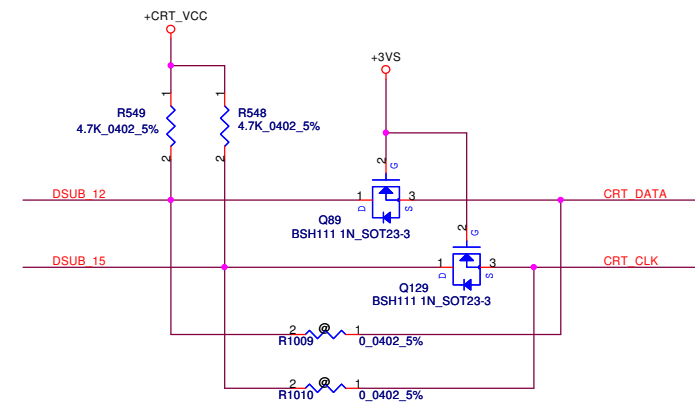 +CRT_VCC
+3VS
1
1
R549
4.7K_0402_5%
R548
4.7K_0402_5%
2
2
2
G
DSUB_12
1
3
CRT_DATA
D
S
Q89
BSH111 1N_SOT23-3
2
G
DSUB_15
1
3
CRT_CLK
D
S
Q129
BSH111 1N_SOT23-3
2
@
1
R1009
0_0402_5%
2
@
1
R1010
0_0402_5%